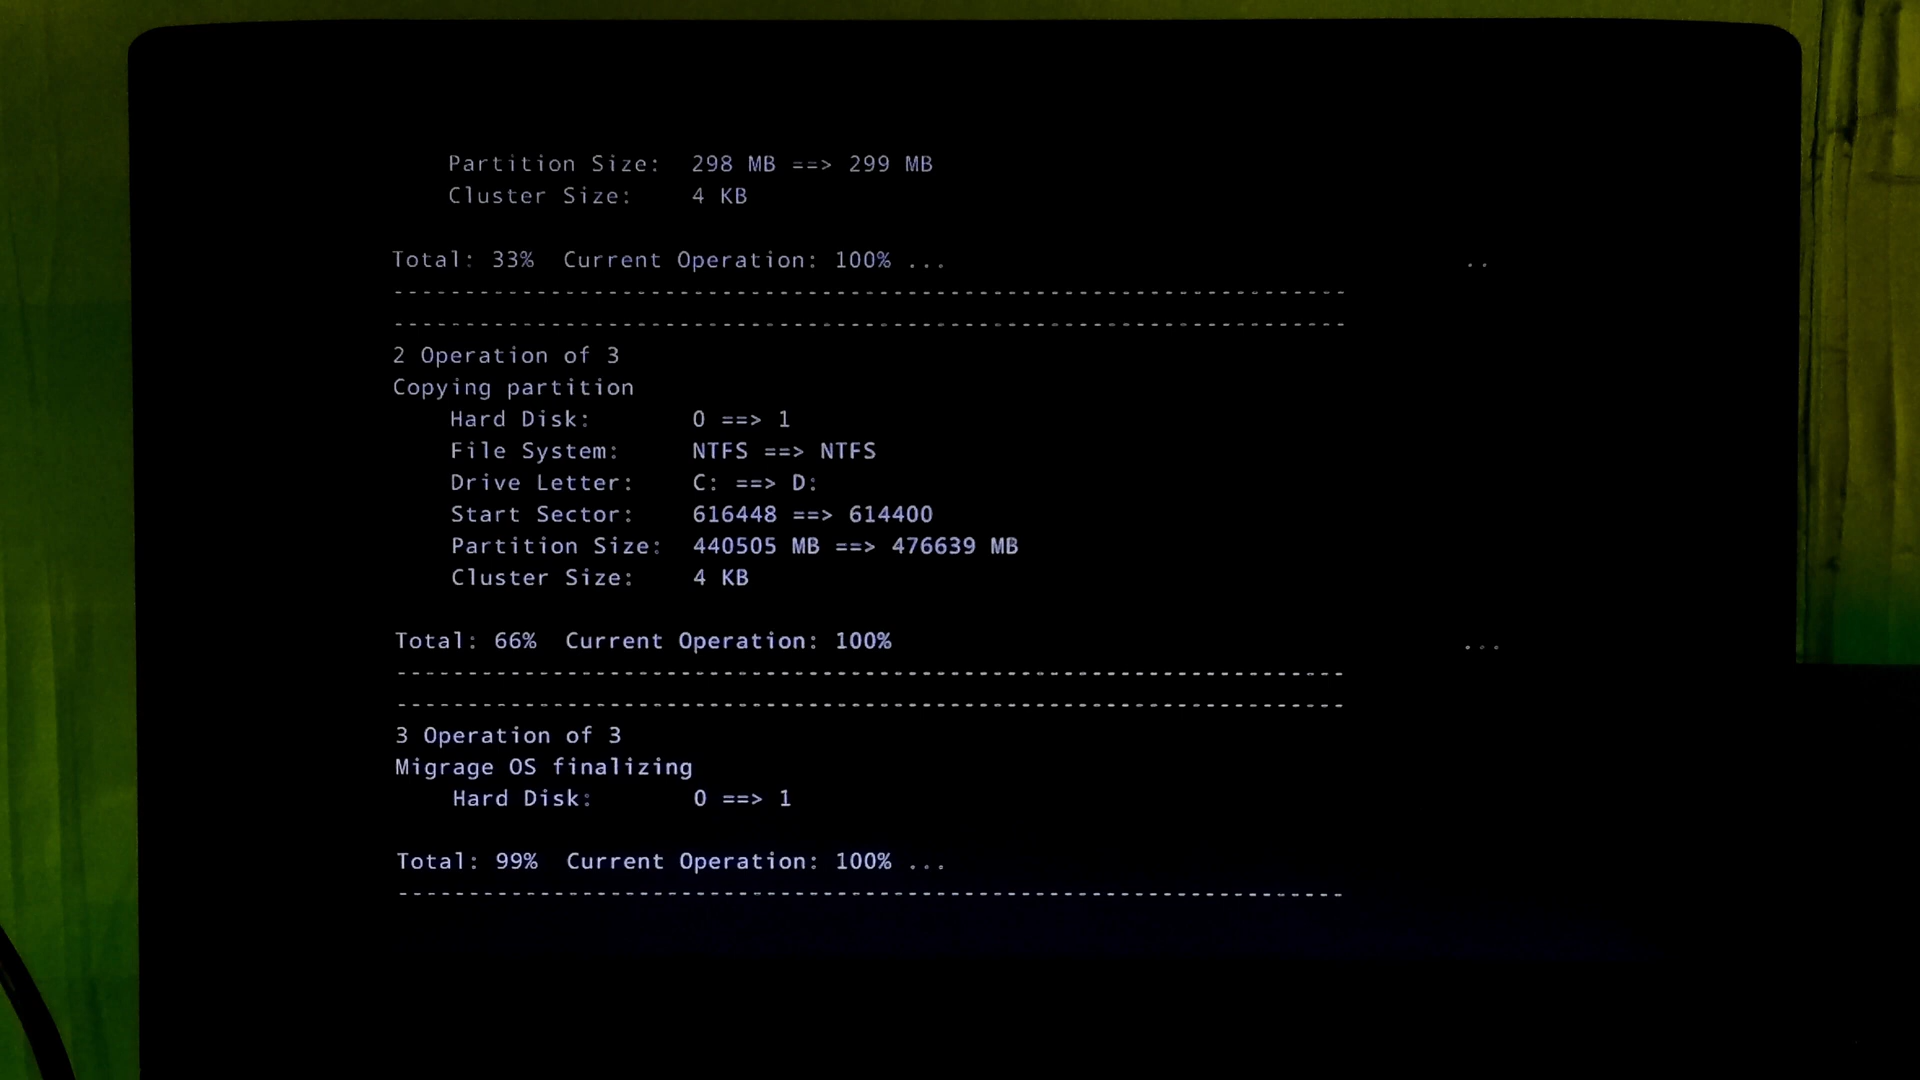 Partition Size: 298 MB ==> 299 MB
Cluster Size: 4 KB
Total: 33% Current Operation: 100% ... ..
--------------------------------------------------------------------
--------------------------------------------------------------------
2 Operation of 3
Copying partition
Hard Disk: 0 ==> 1
File System: NTFS ==> NTFS
Drive Letter: C: ==> D:
Start Sector: 616448 ==> 614400
Partition Size: 440505 MB ==> 476639 MB
Cluster Size: 4 KB
Total: 66% Current Operation: 100% ...
--------------------------------------------------------------------
--------------------------------------------------------------------
3 Operation of 3
Migrage OS finalizing
Hard Disk: 0 ==> 1
Total: 99% Current Operation: 100% ...
--------------------------------------------------------------------